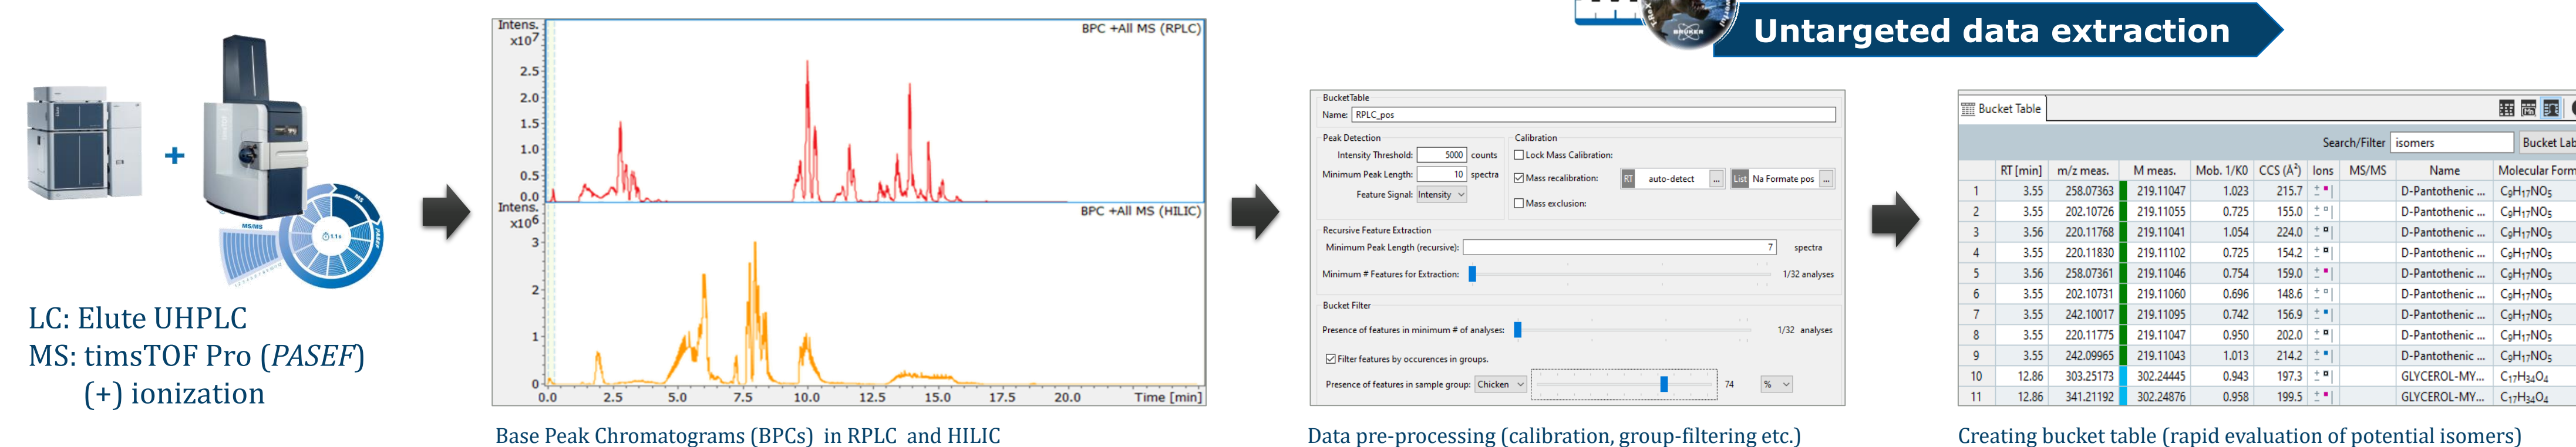 Untargeted data extraction
BRUKER
+
MS
MS/MS
PASEF
1.1 s
LC: Elute UHPLC
MS: timsTOF Pro (PASEF)
(+) ionization
Intens.
x10⁷
BPC +All MS (RPLC)
2.5
2.0
1.5
1.0
0.5
0.0
Intens.
x10⁶
BPC +All MS (HILIC)
3
2
1
0
0.0 2.5 5.0 7.5 10.0 12.5 15.0 17.5 20.0 Time [min]
Base Peak Chromatograms (BPCs) in RPLC and HILIC
BucketTable
Name: RPLC_pos
Peak Detection
Intensity Threshold: 5000 counts
Minimum Peak Length: 10 spectra
Feature Signal: Intensity
Calibration
Lock Mass Calibration:
Mass recalibration: RT auto-detect ... List Na Formate pos ...
Mass exclusion:
Recursive Feature Extraction
Minimum Peak Length (recursive): 7 spectra
Minimum # Features for Extraction: 1/32 analyses
Bucket Filter
Presence of features in minimum # of analyses: 1/32 analyses
Filter features by occurences in groups.
Presence of features in sample group: Chicken 74 %
Data pre-processing (calibration, group-filtering etc.)
Bucket Table
Search/Filter isomers Bucket Lab
RT [min] m/z meas. M meas. Mob. 1/K0 CCS (Å²) Ions MS/MS Name Molecular Form
1 3.55 258.07363 219.11047 1.023 215.7 D-Pantothenic ... C₉H₁₇NO₅
2 3.55 202.10726 219.11055 0.725 155.0 D-Pantothenic ... C₉H₁₇NO₅
3 3.56 220.11768 219.11041 1.054 224.0 D-Pantothenic ... C₉H₁₇NO₅
4 3.55 220.11830 219.11102 0.725 154.2 D-Pantothenic ... C₉H₁₇NO₅
5 3.56 258.07361 219.11046 0.754 159.0 D-Pantothenic ... C₉H₁₇NO₅
6 3.55 202.10731 219.11060 0.696 148.6 D-Pantothenic ... C₉H₁₇NO₅
7 3.55 242.10017 219.11095 0.742 156.9 D-Pantothenic ... C₉H₁₇NO₅
8 3.55 220.11775 219.11047 0.950 202.0 D-Pantothenic ... C₉H₁₇NO₅
9 3.55 242.09965 219.11043 1.013 214.2 D-Pantothenic ... C₉H₁₇NO₅
10 12.86 303.25173 302.24445 0.943 197.3 GLYCEROL-MY... C₁₇H₃₄O₄
11 12.86 341.21192 302.24876 0.958 199.5 GLYCEROL-MY... C₁₇H₃₄O₄
Creating bucket table (rapid evaluation of potential isomers)